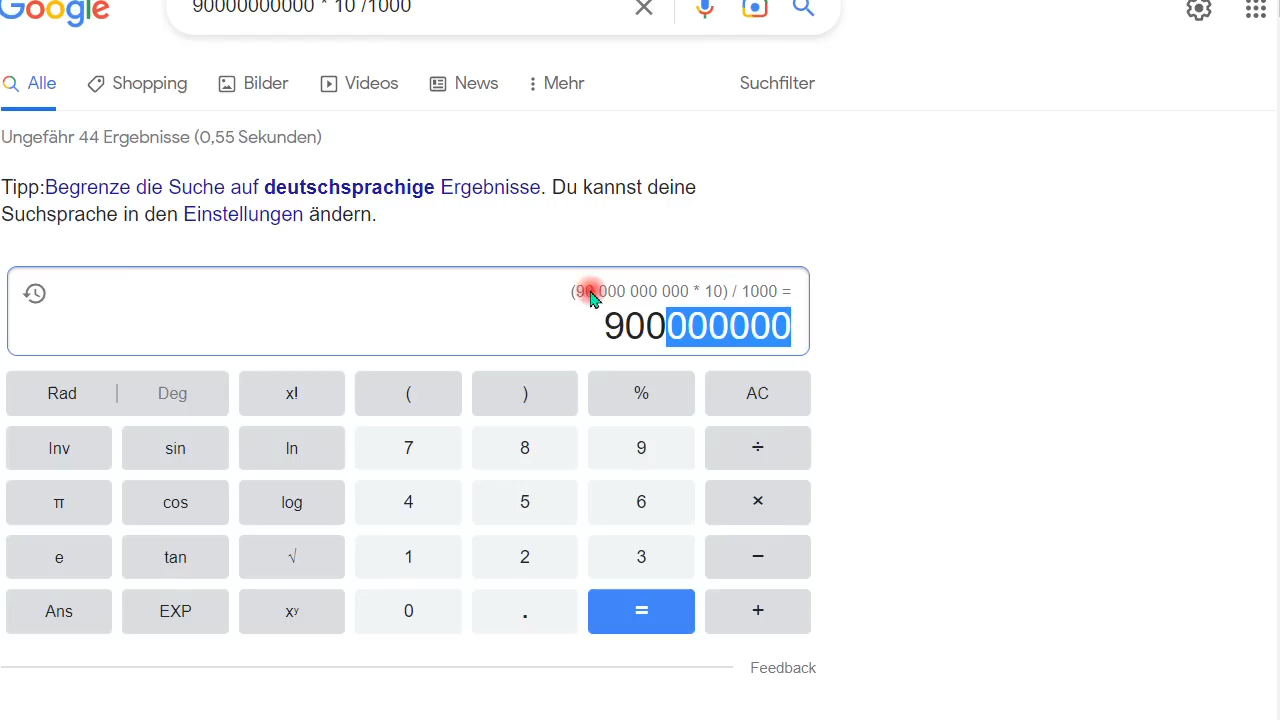 Google
90000000000 * 10 /1000
Alle
Shopping
Bilder
Videos
News
Mehr
Suchfilter
Ungefähr 44 Ergebnisse (0,55 Sekunden)
Tipp:Begrenze die Suche auf deutschsprachige Ergebnisse. Du kannst deine
Suchsprache in den Einstellungen ändern.
(90 000 000 000 * 10) / 1000 =
900000000
Rad | Deg x! ( ) % AC
Inv sin ln 7 8 9 ÷
π cos log 4 5 6 ×
e tan √ 1 2 3 −
Ans EXP xʸ 0 . = +
Feedback